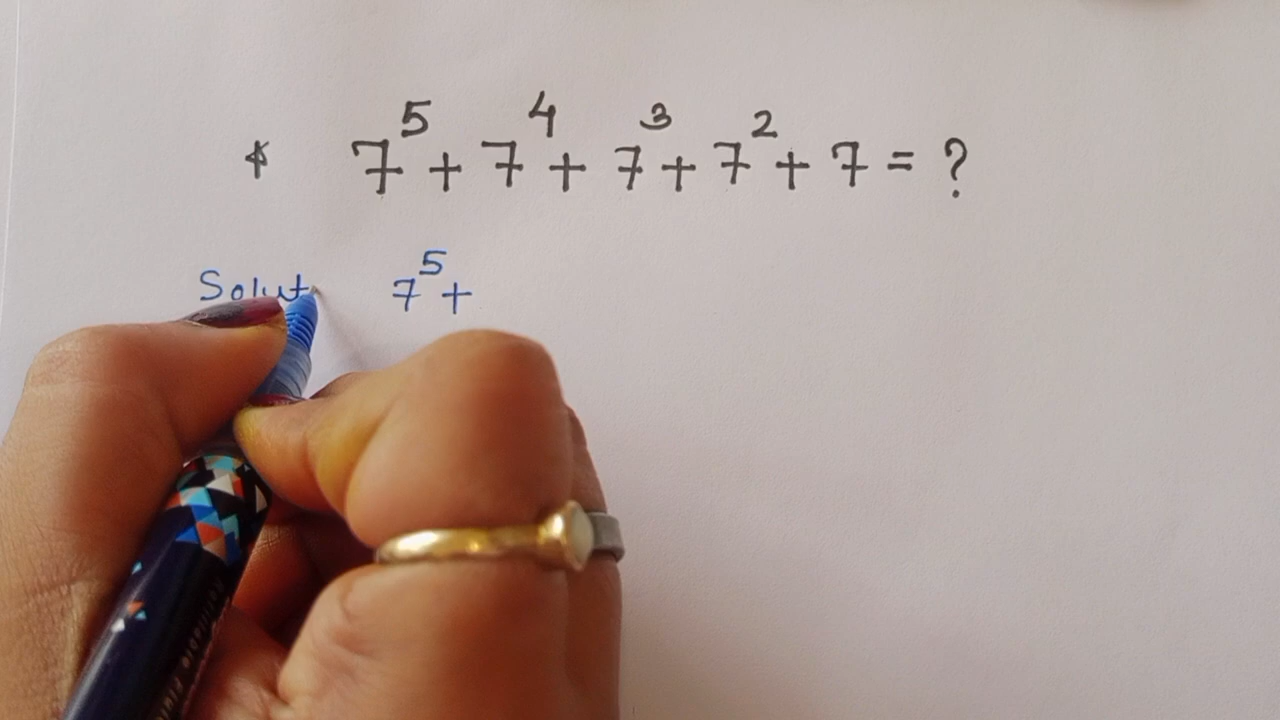 * 7⁵ + 7⁴ + 7³ + 7² + 7 = ?
Solut 7⁵ +